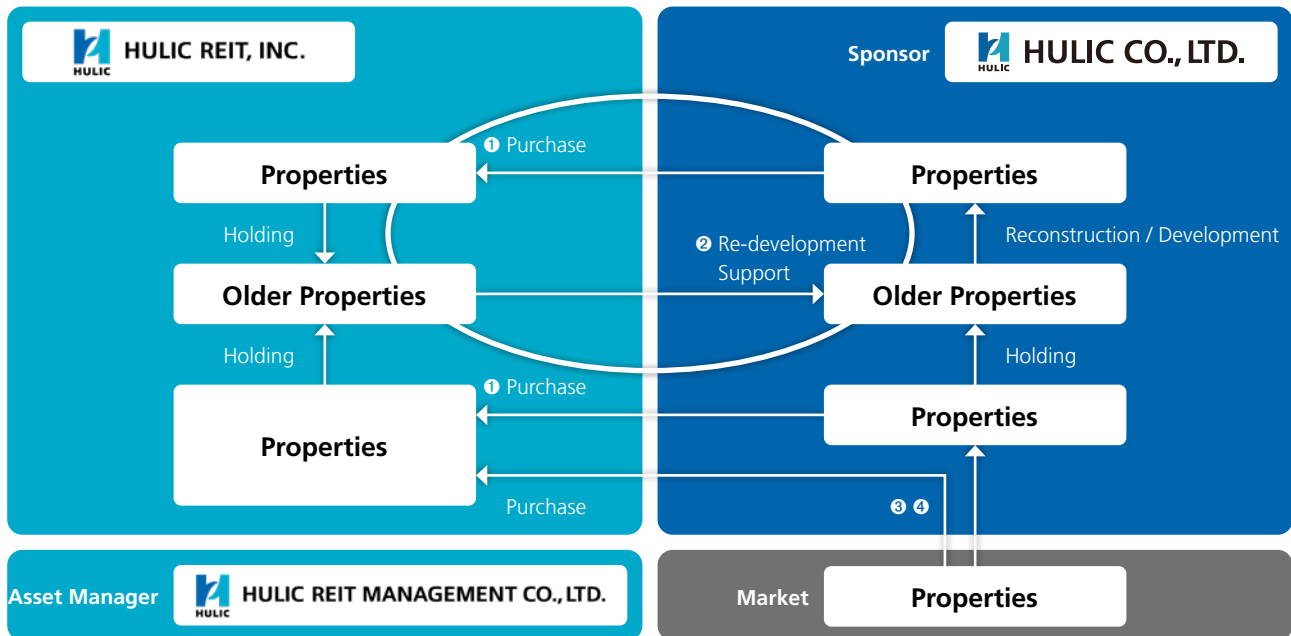 HULIC
HULIC REIT, INC.
Sponsor
HULIC
HULIC CO., LTD.
❶ Purchase
Properties
Properties
Holding
❷ Re-development
Support
Reconstruction / Development
Older Properties
Older Properties
Holding
Holding
❶ Purchase
Properties
Properties
Purchase
❸ ❹
Asset Manager
HULIC
HULIC REIT MANAGEMENT CO., LTD.
Market
Properties